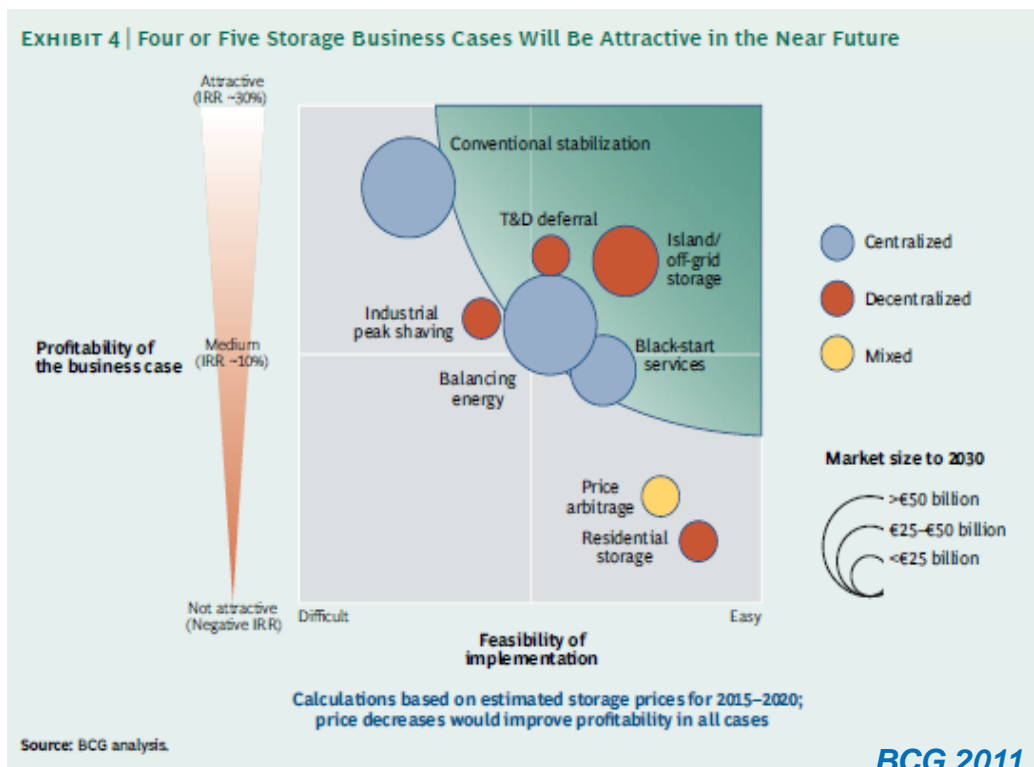 EXHIBIT 4 | Four or Five Storage Business Cases Will Be Attractive in the Near Future
Attractive
(IRR ~30%)
Conventional stabilization
T&D deferral
Island/
off-grid
storage
Centralized
Decentralized
Mixed
Industrial
peak shaving
Profitability of
the business case
Medium
(IRR ~10%)
Black-start
services
Balancing
energy
Market size to 2030
>€50 billion
€25–€50 billion
<€25 billion
Price
arbitrage
Residential
storage
Not attractive
(Negative IRR)
Difficult
Easy
Feasibility of
implementation
Calculations based on estimated storage prices for 2015–2020;
price decreases would improve profitability in all cases
Source: BCG analysis.
BCG 2011